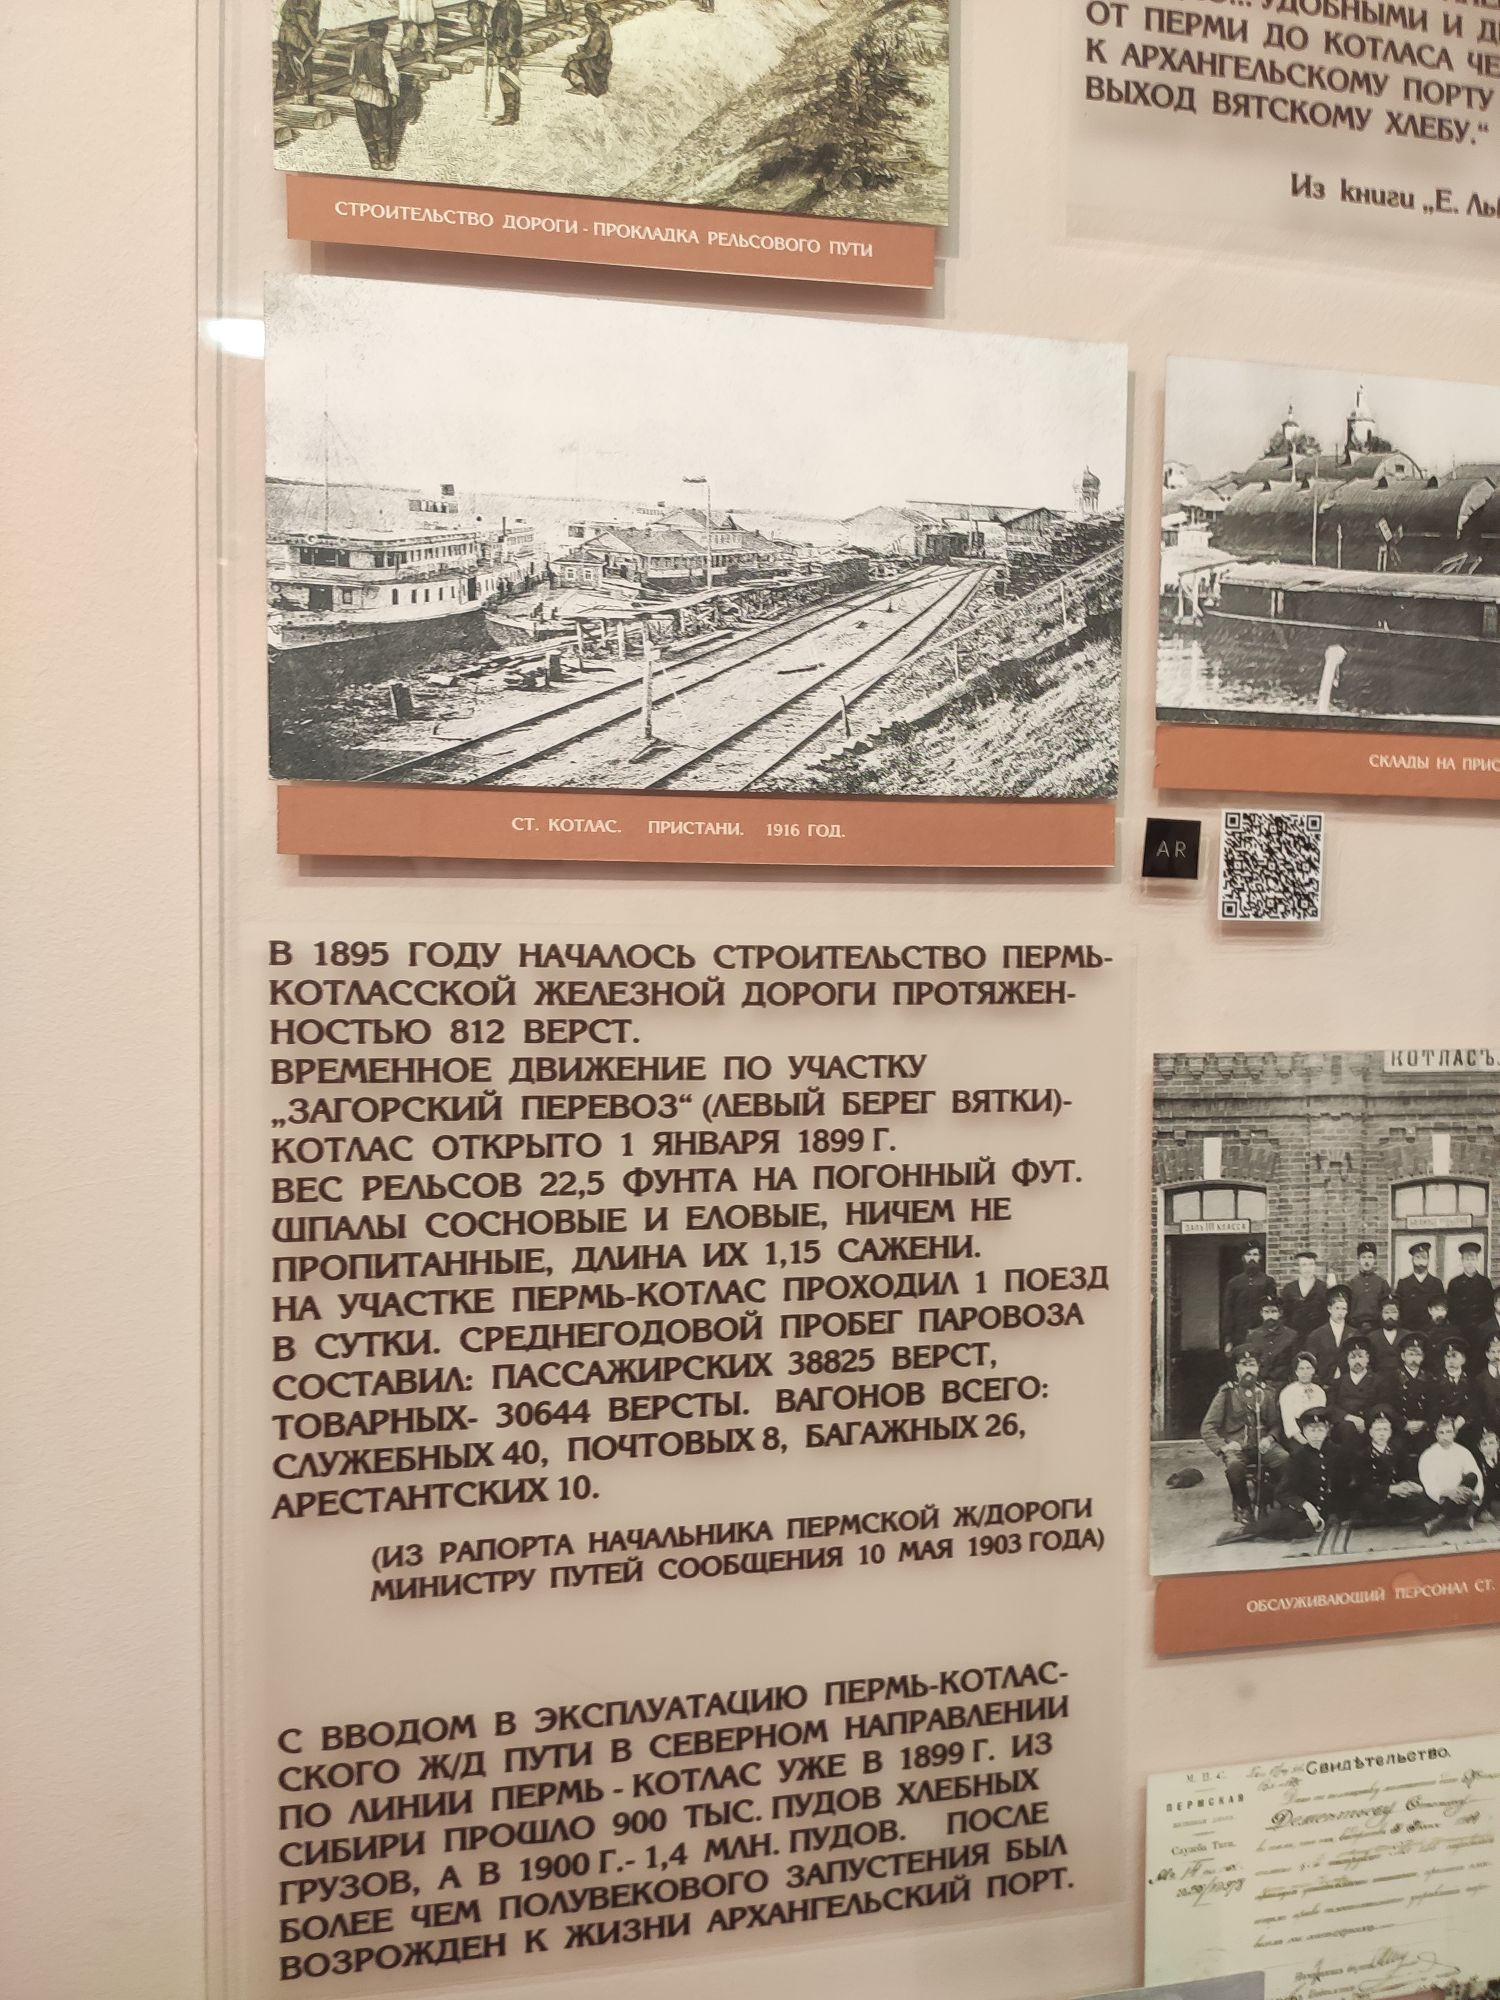 УДОБНЫМИ И
ОТ ПЕРМИ ДО КОТЛАСА
К АРХАНГЕЛЬСКОМУ ПОРТУ
ВЫХОД ВЯТСКОМУ ХЛЕБУ.“
Из книги „Е.
СТРОИТЕЛЬСТВО ДОРОГИ - ПРОКЛАДКА РЕЛЬСОВОГО ПУТИ
СТ. КОТЛАС. ПРИСТАНИ. 1916 ГОД.
СКЛАДЫ НА
AR
В 1895 ГОДУ НАЧАЛОСЬ СТРОИТЕЛЬСТВО ПЕРМЬ-
КОТЛАССКОЙ ЖЕЛЕЗНОЙ ДОРОГИ ПРОТЯЖЕН-
НОСТЬЮ 812 ВЕРСТ.
ВРЕМЕННОЕ ДВИЖЕНИЕ ПО УЧАСТКУ
„ЗАГОРСКИЙ ПЕРЕВОЗ“ (ЛЕВЫЙ БЕРЕГ ВЯТКИ)-
КОТЛАС ОТКРЫТО 1 ЯНВАРЯ 1899 Г.
ВЕС РЕЛЬСОВ 22,5 ФУНТА НА ПОГОННЫЙ ФУТ.
ШПАЛЫ СОСНОВЫЕ И ЕЛОВЫЕ, НИЧЕМ НЕ
ПРОПИТАННЫЕ, ДЛИНА ИХ 1,15 САЖЕНИ.
НА УЧАСТКЕ ПЕРМЬ-КОТЛАС ПРОХОДИЛ 1 ПОЕЗД
В СУТКИ. СРЕДНЕГОДОВОЙ ПРОБЕГ ПАРОВОЗА
СОСТАВИЛ: ПАССАЖИРСКИХ 38825 ВЕРСТ,
ТОВАРНЫХ- 30644 ВЕРСТЫ. ВАГОНОВ ВСЕГО:
СЛУЖЕБНЫХ 40, ПОЧТОВЫХ 8, БАГАЖНЫХ 26,
АРЕСТАНТСКИХ 10.
(ИЗ РАПОРТА НАЧАЛЬНИКА ПЕРМСКОЙ Ж/ДОРОГИ
МИНИСТРУ ПУТЕЙ СООБЩЕНИЯ 10 МАЯ 1903 ГОДА)
С ВВОДОМ В ЭКСПЛУАТАЦИЮ ПЕРМЬ-КОТЛАС-
СКОГО Ж/Д ПУТИ В СЕВЕРНОМ НАПРАВЛЕНИИ
ПО ЛИНИИ ПЕРМЬ - КОТЛАС УЖЕ В 1899 Г. ИЗ
СИБИРИ ПРОШЛО 900 ТЫС. ПУДОВ ХЛЕБНЫХ
ГРУЗОВ, А В 1900 Г.- 1,4 МЛН. ПУДОВ. ПОСЛЕ
БОЛЕЕ ЧЕМ ПОЛУВЕКОВОГО ЗАПУСТЕНИЯ БЫЛ
ВОЗРОЖДЕН К ЖИЗНИ АРХАНГЕЛЬСКИЙ ПОРТ.
КОТЛАСЪ.
ЗАЛЪ III КЛАССА
ОБСЛУЖИВАЮЩИЙ ПЕРСОНАЛ СТ.
М. П. С.
Свидѣтельство.
ПЕРМСКАЯ
Служба Тяги.